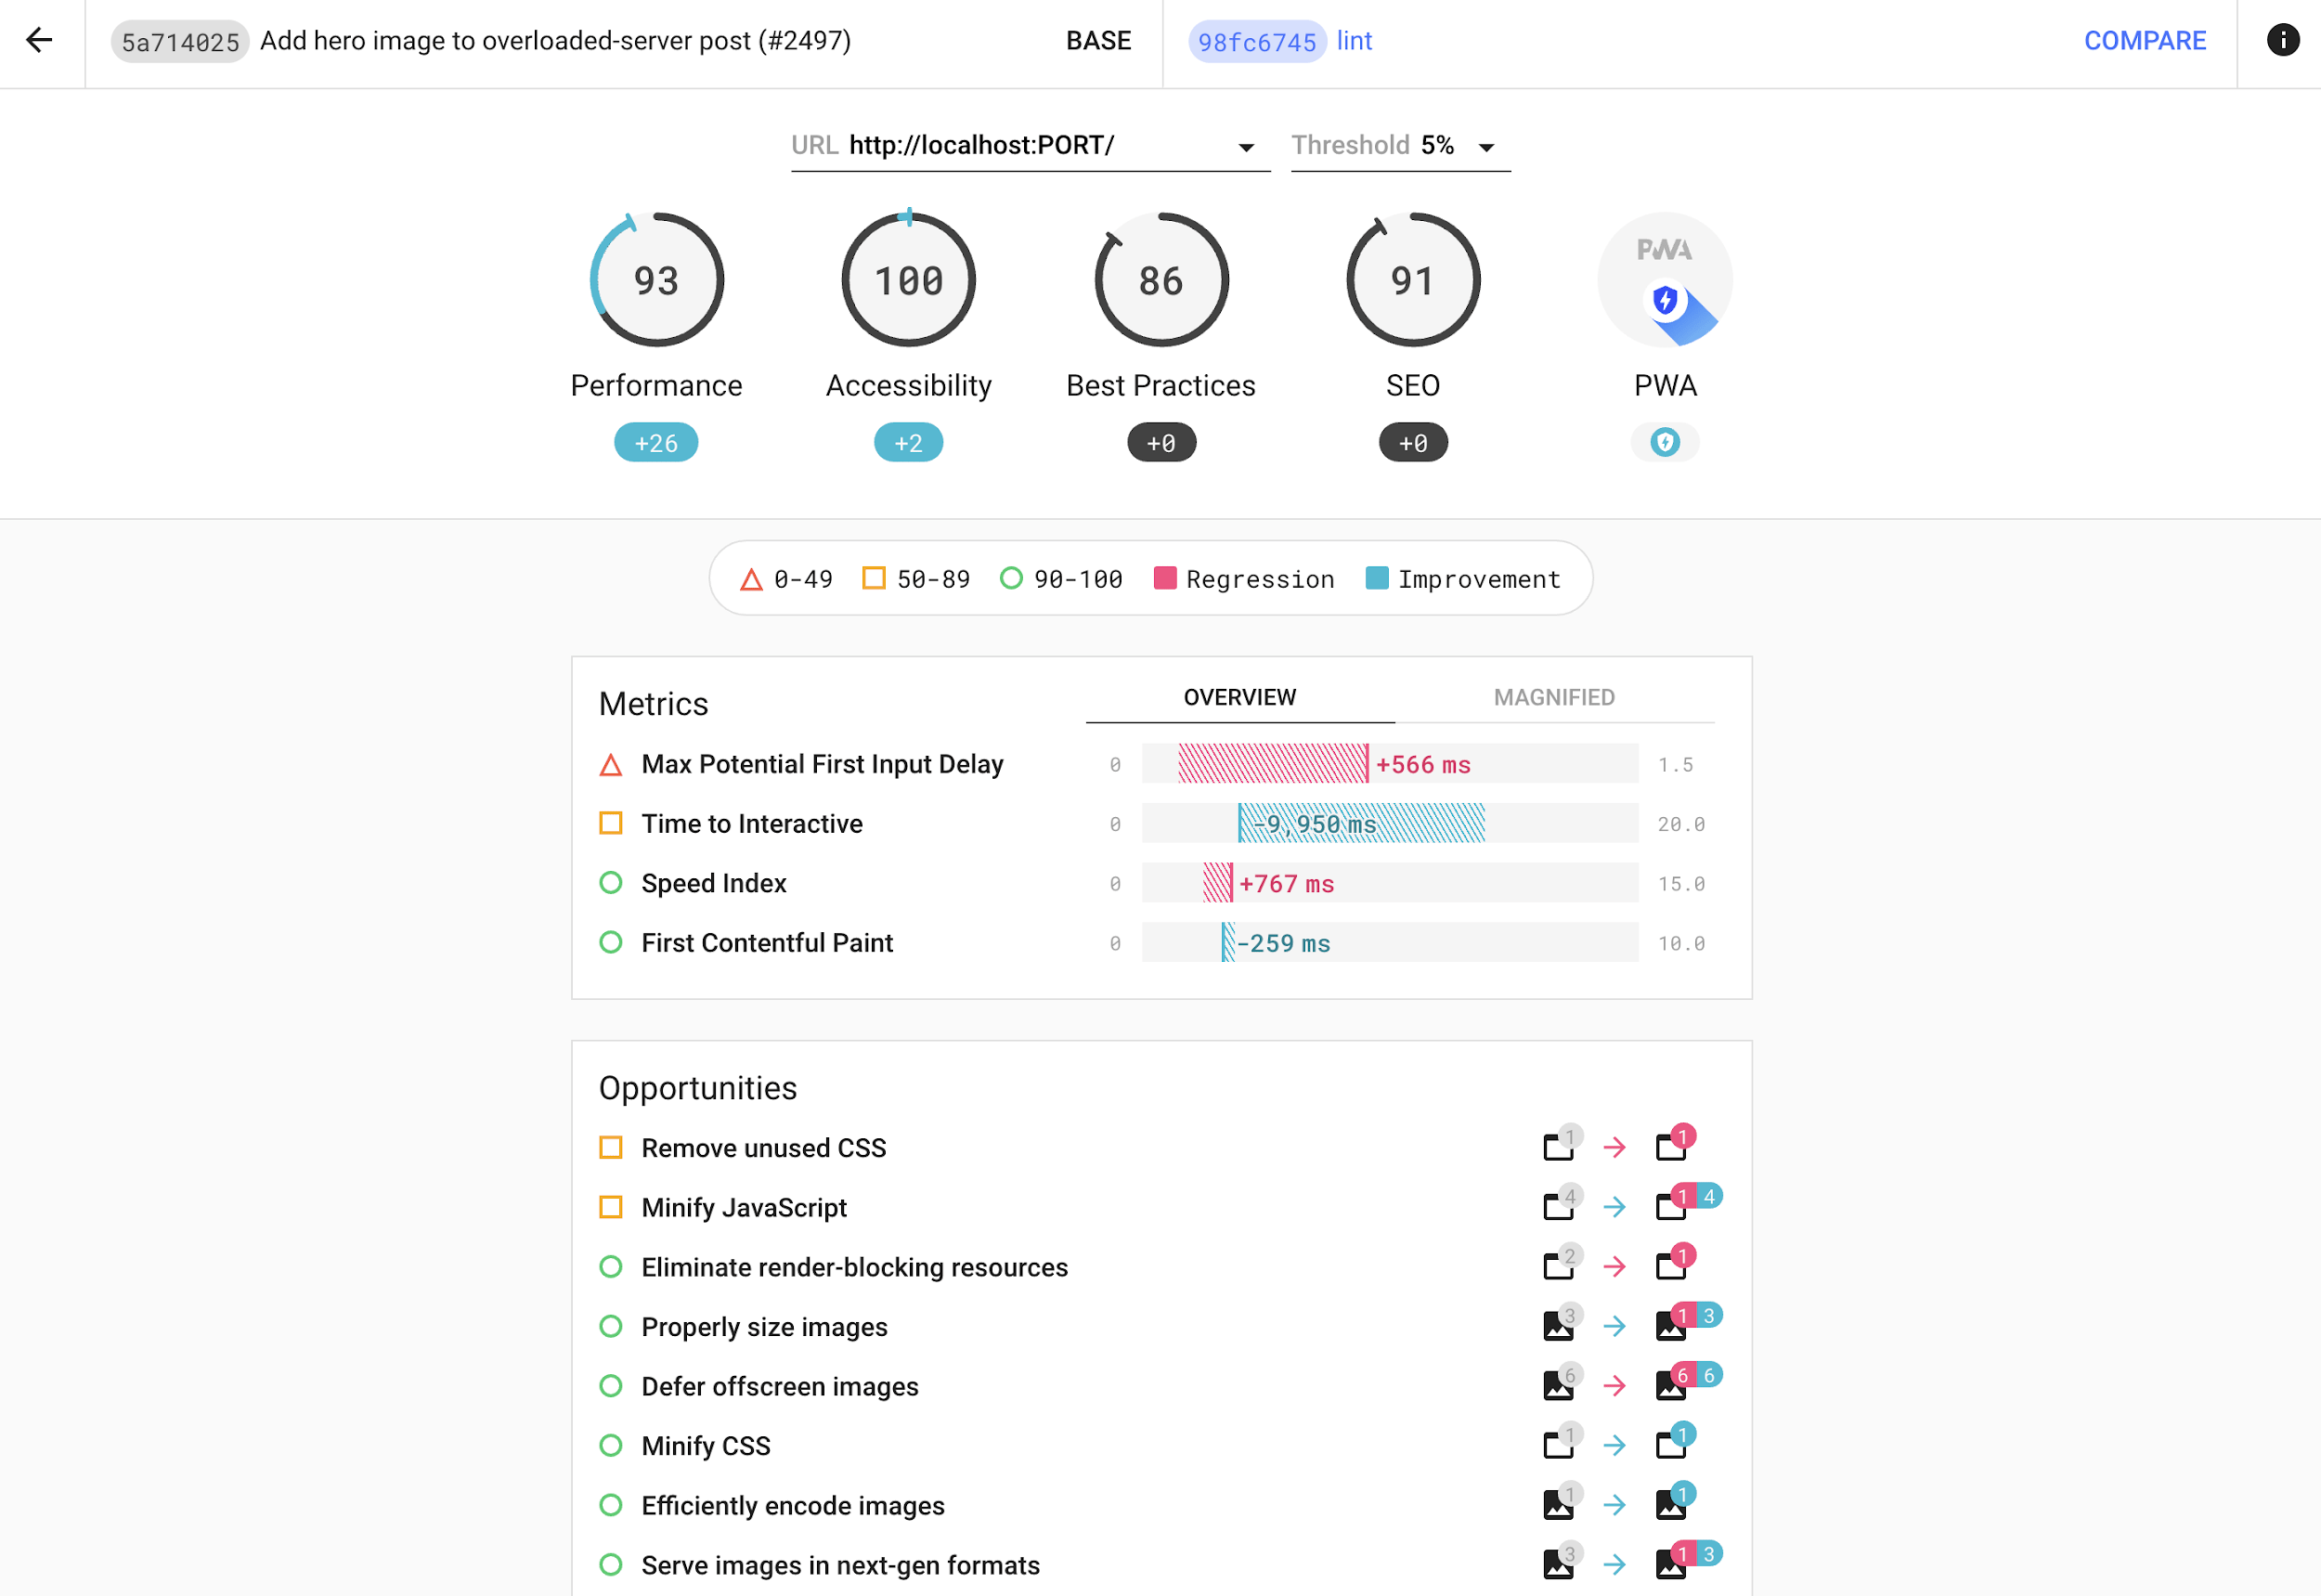 5a714025 Add hero image to overloaded-server post (#2497) BASE 98fc6745 lint COMPARE
URL http://localhost:PORT/ Threshold 5%
93 100 86 91 PWA
Performance Accessibility Best Practices SEO PWA
+26 +2 +0 +0
0-49 50-89 90-100 Regression Improvement
Metrics OVERVIEW MAGNIFIED
Max Potential First Input Delay 0 +566 ms 1.5
Time to Interactive 0 -9,950 ms 20.0
Speed Index 0 +767 ms 15.0
First Contentful Paint 0 -259 ms 10.0
Opportunities
Remove unused CSS 1 1
Minify JavaScript 4 1 4
Eliminate render-blocking resources 2 1
Properly size images 3 1 3
Defer offscreen images 6 6 6
Minify CSS 1 1
Efficiently encode images 1 1
Serve images in next-gen formats 3 1 3